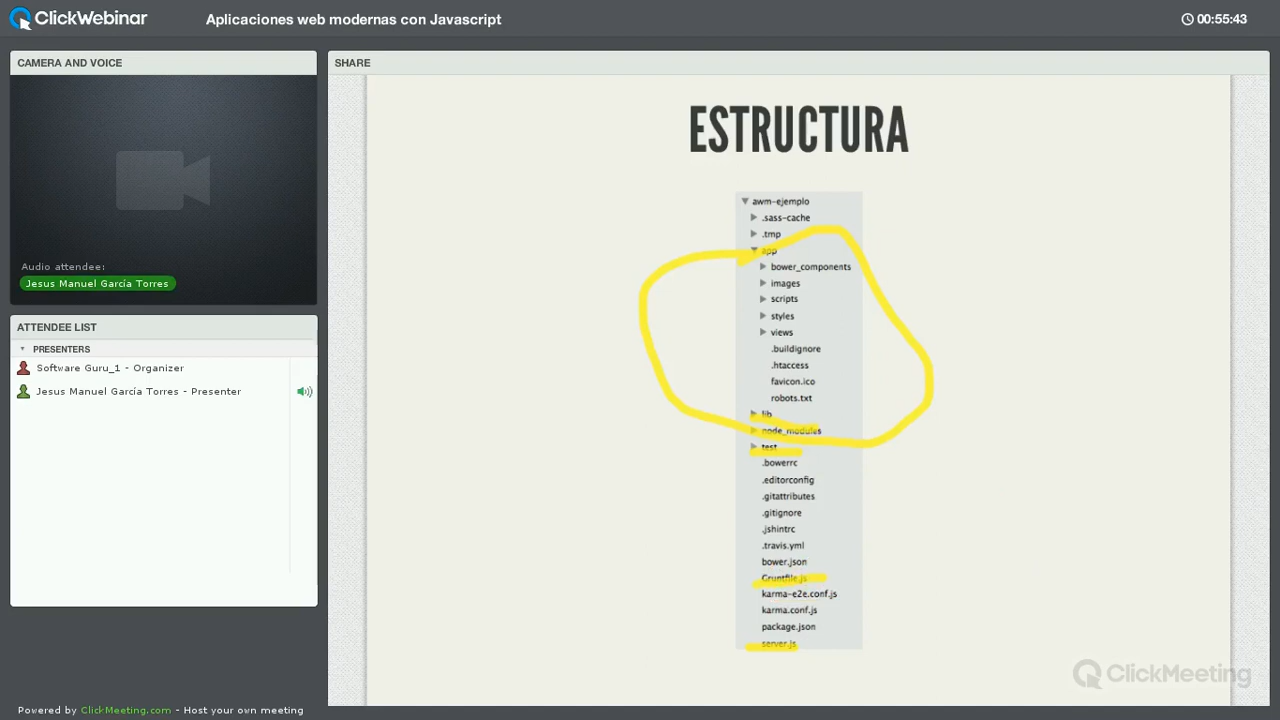 ClickWebinar
Aplicaciones web modernas con Javascript
00:55:43
CAMERA AND VOICE
Audio attendee:
Jesus Manuel García Torres
ATTENDEE LIST
PRESENTERS
Software Guru_1 - Organizer
Jesus Manuel García Torres - Presenter
SHARE
ESTRUCTURA
awm-ejemplo
.sass-cache
.tmp
app
bower_components
images
scripts
styles
views
.buildignore
.htaccess
favicon.ico
robots.txt
lib
node_modules
test
.bowerrc
.editorconfig
.gitattributes
.gitignore
.jshintrc
.travis.yml
bower.json
Gruntfile.js
karma-e2e.conf.js
karma.conf.js
package.json
server.js
ClickMeeting
Powered by ClickMeeting.com - Host your own meeting